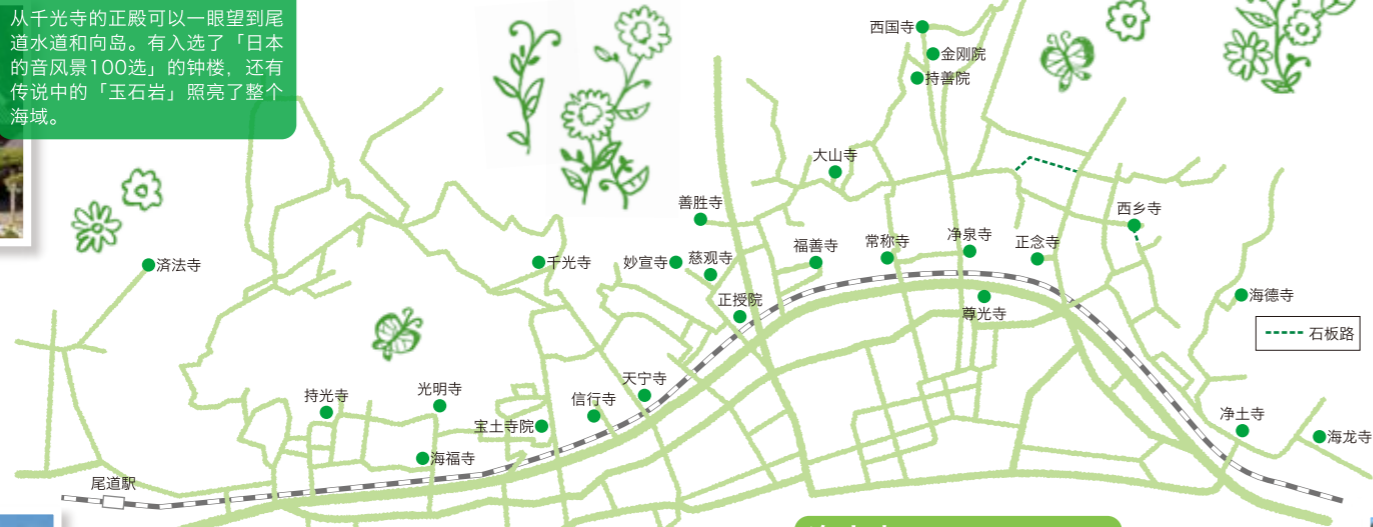 从千光寺的正殿可以一眼望到尾
道水道和向岛。有入选了「日本
的音风景100选」的钟楼，还有
传说中的「玉石岩」照亮了整个
海域。
西国寺
金刚院
持善院
大山寺
善胜寺
西乡寺
福善寺
常称寺
净泉寺
正念寺
済法寺
千光寺
妙宣寺
慈观寺
正授院
尊光寺
海德寺
石板路
天宁寺
持光寺
光明寺
信行寺
宝土寺院
净土寺
海龙寺
海福寺
尾道駅